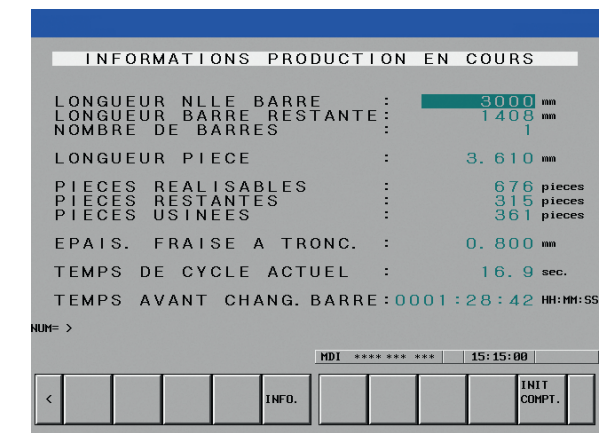 INFORMATIONS PRODUCTION EN COURS
LONGUEUR NLLE BARRE : 3000 mm
LONGUEUR BARRE RESTANTE: 1408 mm
NOMBRE DE BARRES : 1
LONGUEUR PIECE : 3.610 mm
PIECES REALISABLES : 676 pieces
PIECES RESTANTES : 315 pieces
PIECES USINEES : 361 pieces
EPAIS. FRAISE A TRONC. : 0.800 mm
TEMPS DE CYCLE ACTUEL : 16.9 sec.
TEMPS AVANT CHANG. BARRE:0001:28:42 HH:MM:SS
NUM= >
MDI **** *** *** 15:15:00
< INFO. INIT
COMPT.